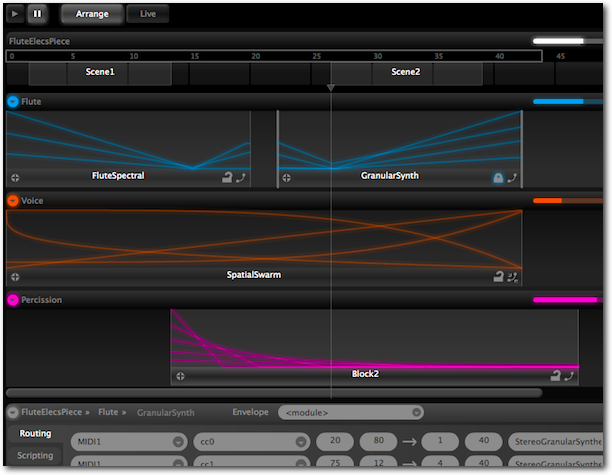 Arrange Live
FluteElecsPiece
0 5 10 15 20 25 30 35 40 45
Scene1 Scene2
Flute
FluteSpectral GranularSynth
Voice
SpatialSwarm
Percission
Block2
FluteElecsPiece » Flute » GranularSynth Envelope <module>
Routing MIDI1 cc0 20 80 → 1 40 StereoGranularSynthe
Scripting MIDI1 cc1 75 12 → 4 40 StereoGranularSynthe